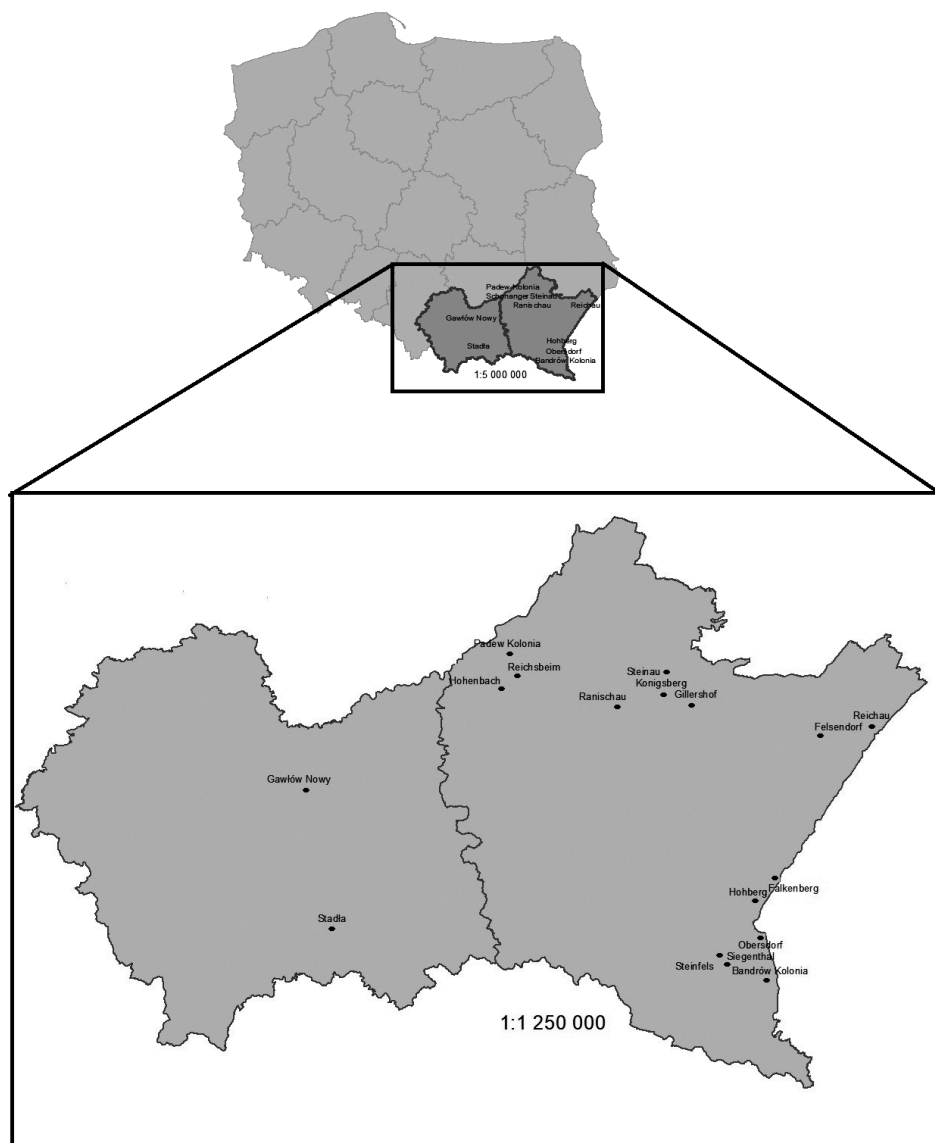 Padew Kolonia
Schönanger Steinau
Ranischau
Reichau
Gawłów Nowy
Stadła
Hohberg
Obersdorf
Bandrów Kolonia
1:5 000 000
Padew Kolonia
Reichsbeim
Hohenbach
Steinau
Konigsberg
Ranischau
Gillershof
Reichau
Felsendorf
Gawłów Nowy
Falkenberg
Hohberg
Stadła
Obersdorf
Siegenthal
Steinfels
Bandrów Kolonia
1:1 250 000